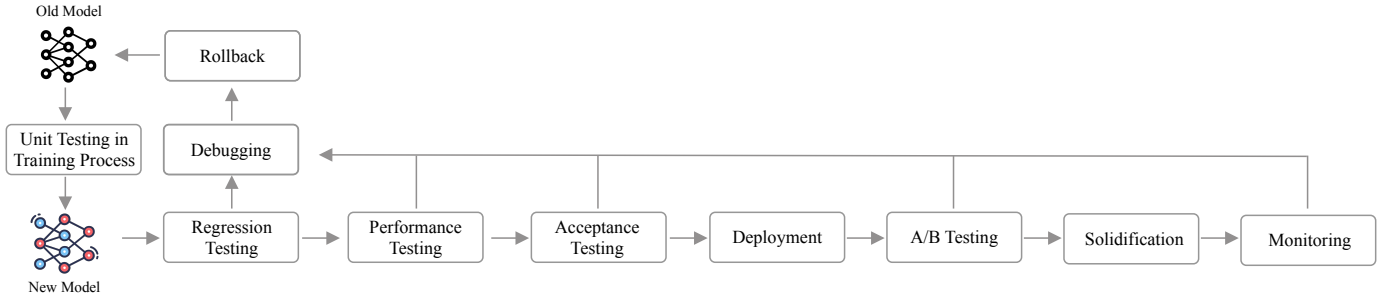 Old Model
Rollback
Unit Testing in
Training Process
Debugging
Regression
Testing
Performance
Testing
Acceptance
Testing
Deployment
A/B Testing
Solidification
Monitoring
New Model